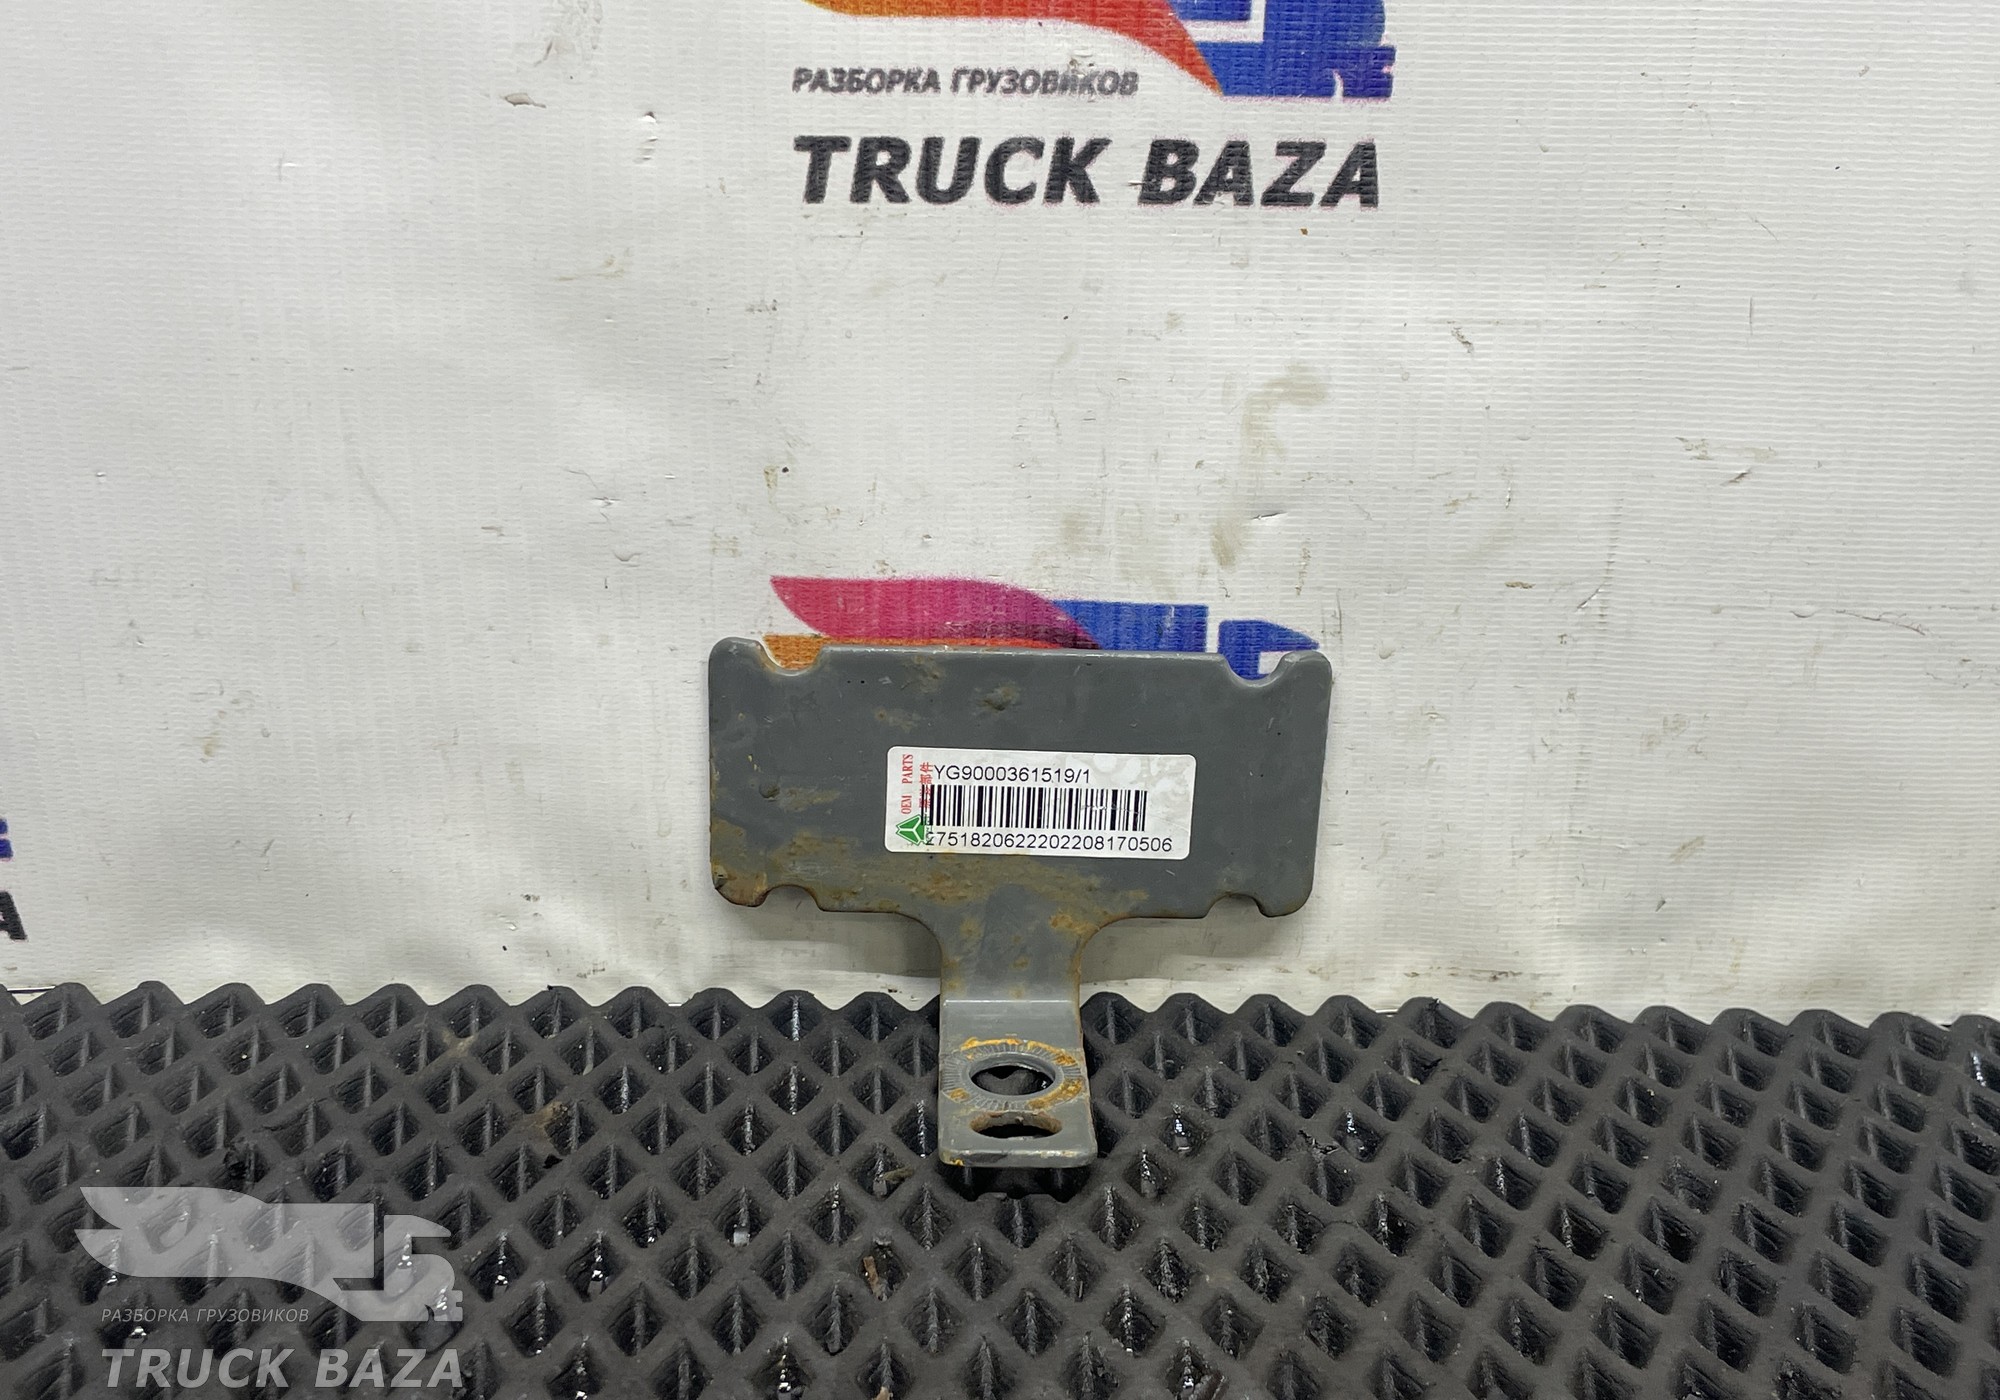 РАЗБОРКА ГРУЗОВИКОВ
TRUCK BAZA
OEM PARTS
YG9000361519/1
2751820622202208170506
РАЗБОРКА ГРУЗОВИКОВ
TRUCK BAZA